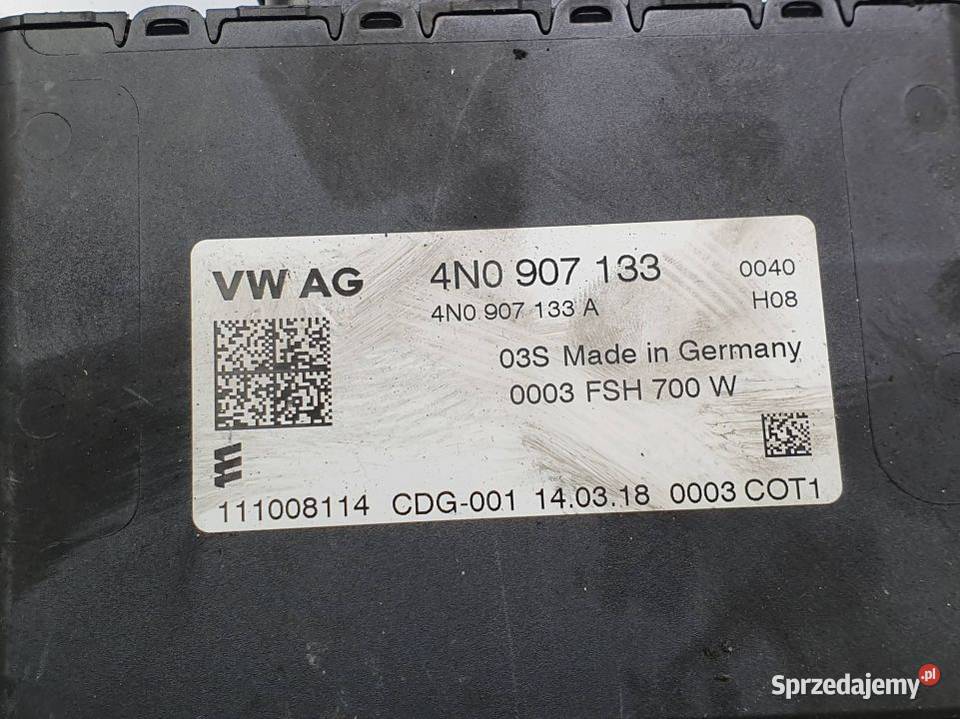 VW AG 4N0 907 133 0040
4N0 907 133 A H08
03S Made in Germany
0003 FSH 700 W
111008114 CDG-001 14.03.18 0003 COT1
Sprzedajemy.pl